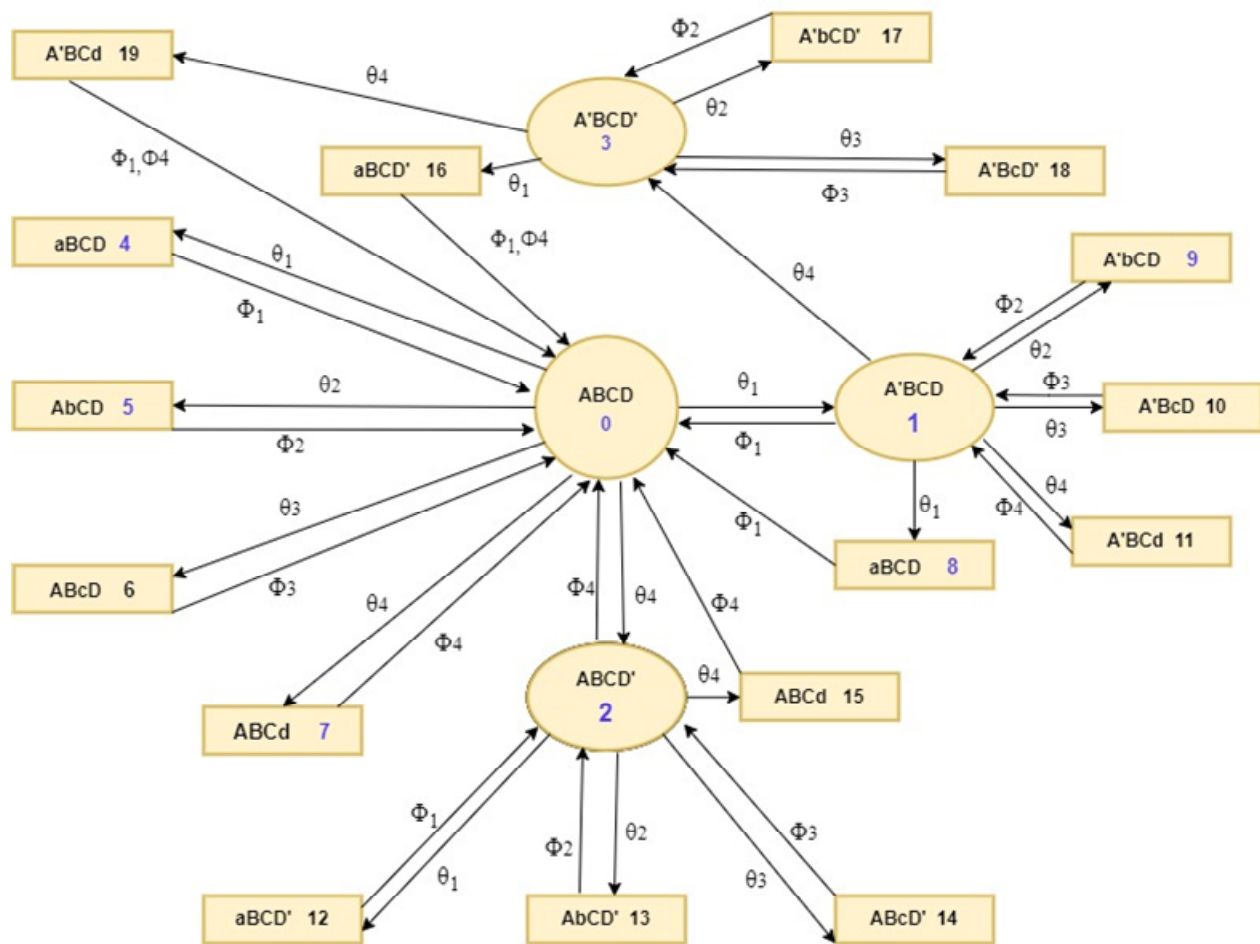 A'BCd 19
Φ2
A'bCD' 17
θ4
A'BCD'
3
θ2
Φ1,Φ4
aBCD' 16
θ1
θ3
A'BcD' 18
Φ3
aBCD 4
θ1
Φ1,Φ4
Φ1
θ4
A'bCD 9
Φ2
θ2
AbCD 5
θ2
Φ2
ABCD
0
θ1
Φ1
A'BCD
1
Φ3
A'BcD 10
θ3
θ3
θ4
Φ4
A'BCd 11
Φ1
θ1
aBCD 8
ABcD 6
Φ3
θ4
Φ4
Φ4
θ4
Φ4
ABCD'
2
θ4
ABCd 15
ABCd 7
Φ1
θ1
Φ2
θ2
Φ3
θ3
aBCD' 12
AbCD' 13
ABcD' 14